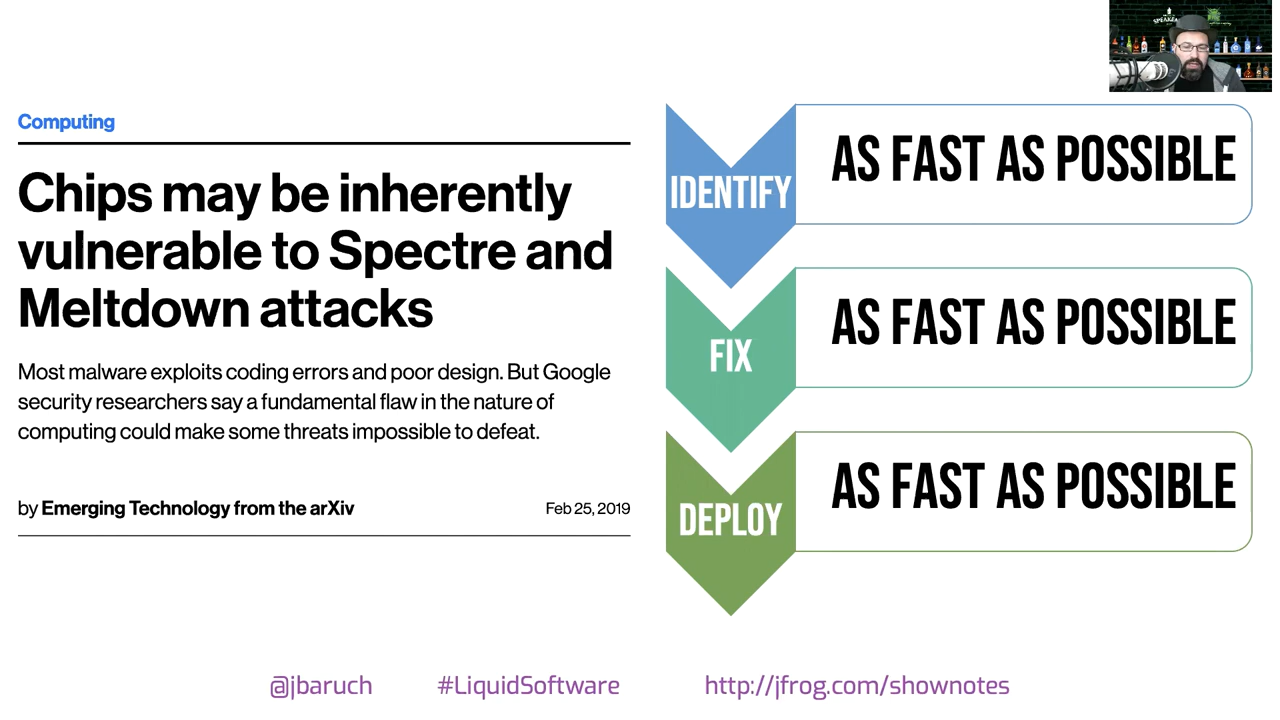 Computing
Chips may be inherently
vulnerable to Spectre and
Meltdown attacks
Most malware exploits coding errors and poor design. But Google
security researchers say a fundamental flaw in the nature of
computing could make some threats impossible to defeat.
by Emerging Technology from the arXiv
Feb 25, 2019
IDENTIFY
AS FAST AS POSSIBLE
FIX
AS FAST AS POSSIBLE
DEPLOY
AS FAST AS POSSIBLE
@jbaruch
#LiquidSoftware
http://jfrog.com/shownotes